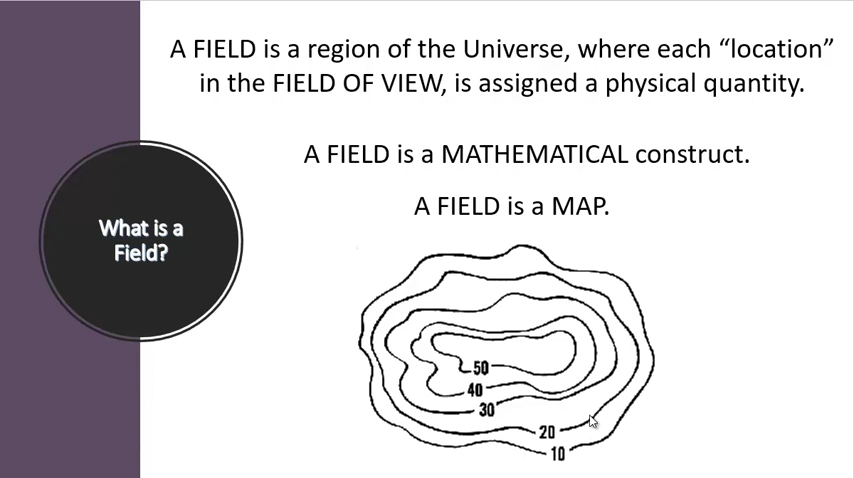 A FIELD is a region of the Universe, where each “location”
in the FIELD OF VIEW, is assigned a physical quantity.
A FIELD is a MATHEMATICAL construct.
A FIELD is a MAP.
What is a
Field?
50
40
30
20
10